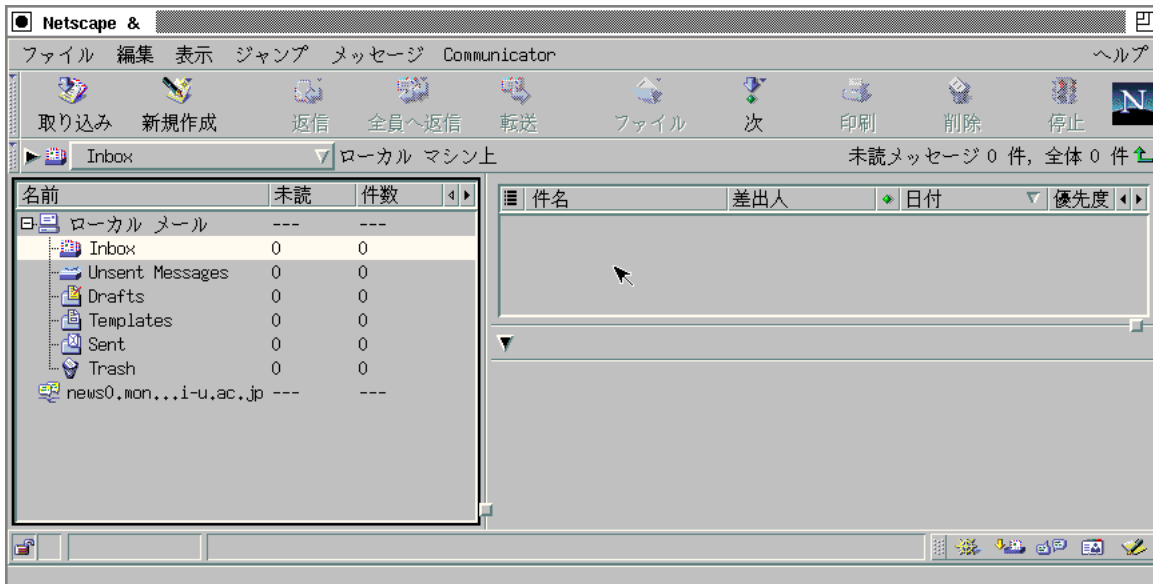 Netscape &
ファイル 編集 表示 ジャンプ メッセージ Communicator ヘルプ
取り込み 新規作成 返信 全員へ返信 転送 ファイル 次 印刷 削除 停止 N
Inbox ローカル マシン上 未読メッセージ 0 件, 全体 0 件
名前 未読 件数 件名 差出人 日付 優先度
ローカル メール --- ---
Inbox 0 0
Unsent Messages 0 0
Drafts 0 0
Templates 0 0
Sent 0 0
Trash 0 0
news0.mon...i-u.ac.jp --- ---